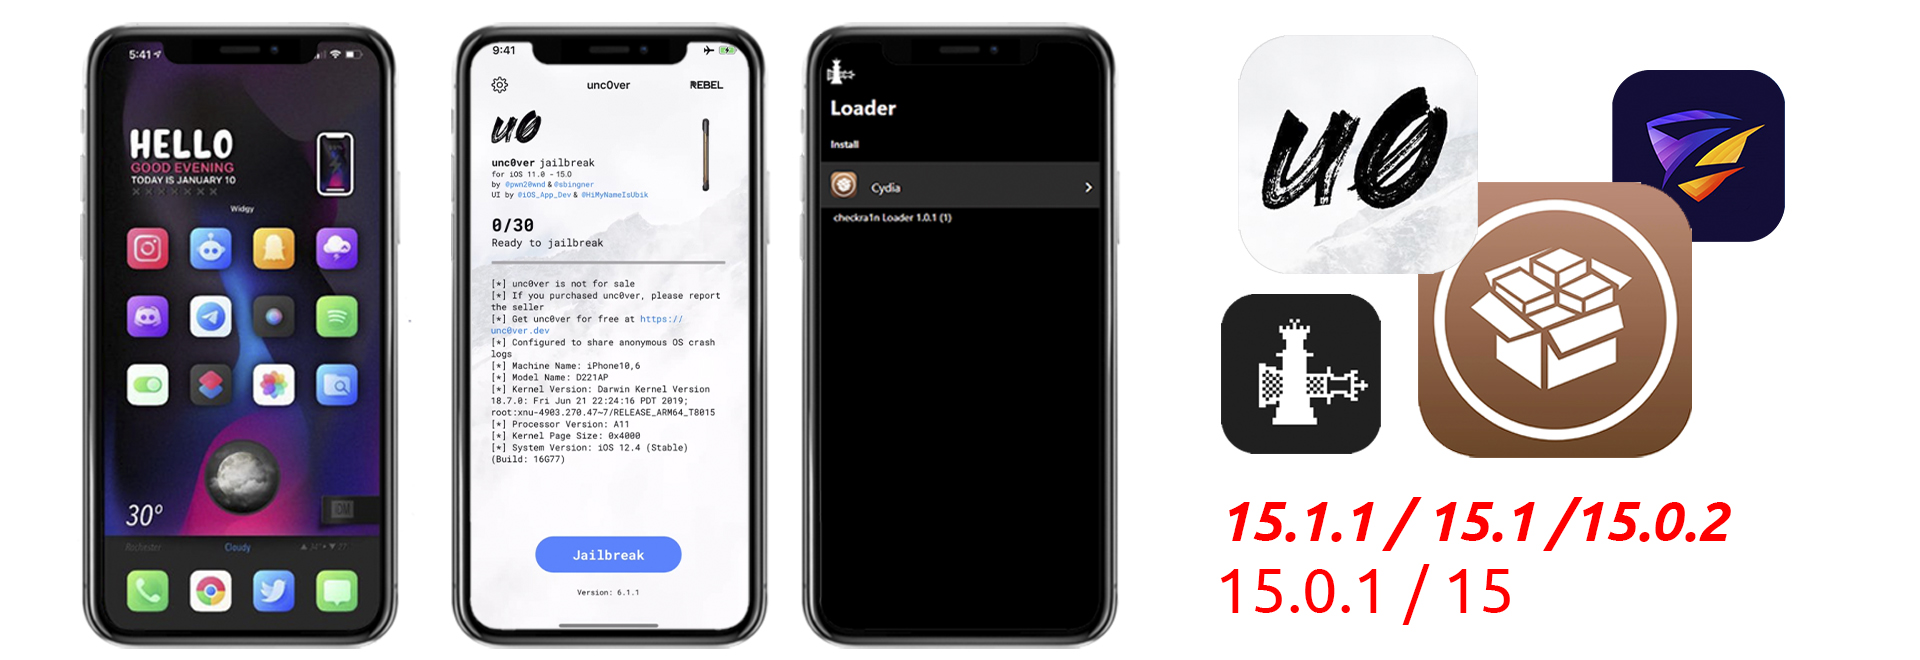 5:41
HELLO
GOOD EVENING
TODAY IS JANUARY 10
Widgy
30°
Rochester
Cloudy
9:41
unc0ver
REBEL
u0
unc0ver jailbreak
for iOS 11.0 - 15.0
by @pwn20wnd & @sbingner
UI by @iOS_App_Dev & @HiMyNameIsUbik
0/30
Ready to jailbreak
[*] unc0ver is not for sale
[*] If you purchased unc0ver, please report
the seller
[*] Get unc0ver for free at https://
unc0ver.dev
[*] Configured to share anonymous OS crash
logs
[*] Machine Name: iPhone10,6
[*] Model Name: D221AP
[*] Kernel Version: Darwin Kernel Version
18.7.0: Fri Jun 21 22:24:16 PDT 2019;
root:xnu-4903.270.47~7/RELEASE_ARM64_T8015
[*] Processor Version: A11
[*] Kernel Page Size: 0x4000
[*] System Version: iOS 12.4 (Stable)
(Build: 16G77)
Jailbreak
Version: 6.1.1
Loader
Install
Cydia
checkra1n Loader 1.0.1 (1)
u0
15.1.1 / 15.1 /15.0.2
15.0.1 / 15